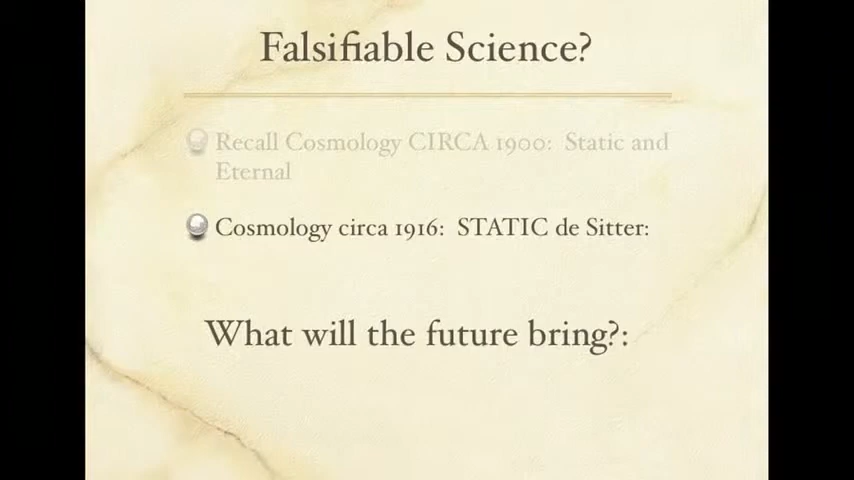 Falsifiable Science?
Recall Cosmology CIRCA 1900: Static and
Eternal
Cosmology circa 1916: STATIC de Sitter:
What will the future bring?: